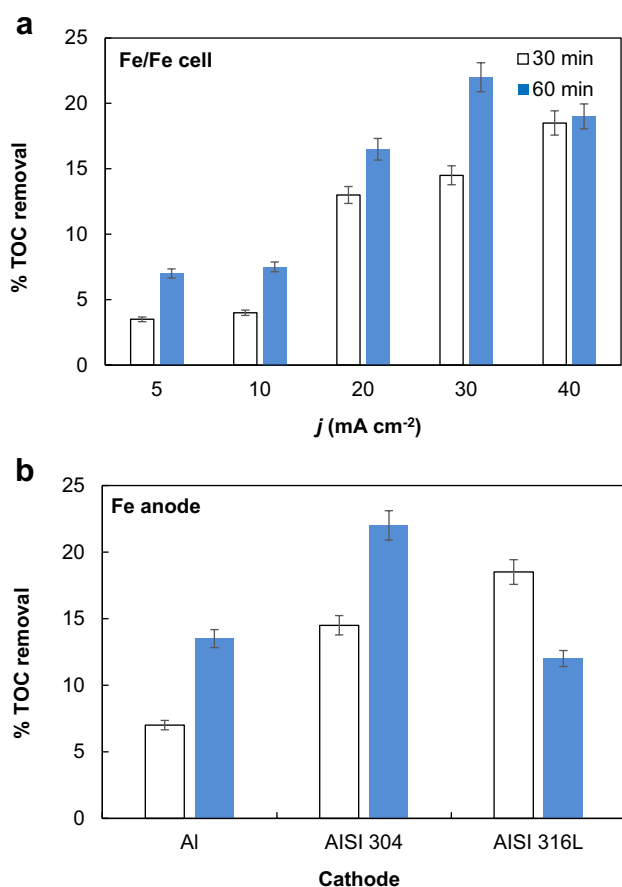 a
25
20
15
10
5
0
% TOC removal
Fe/Fe cell
30 min
60 min
5 10 20 30 40
j (mA cm-2)
b
25
20
15
10
5
0
% TOC removal
Fe anode
Al AISI 304 AISI 316L
Cathode